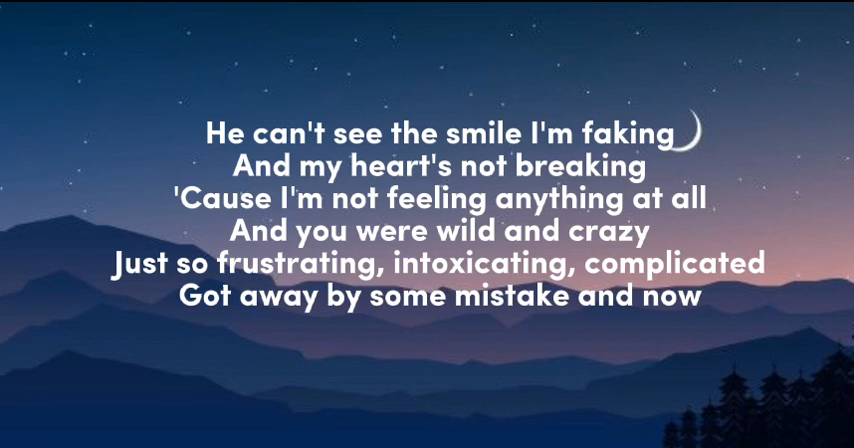 He can't see the smile I'm faking
And my heart's not breaking
'Cause I'm not feeling anything at all
And you were wild and crazy
Just so frustrating, intoxicating, complicated
Got away by some mistake and now